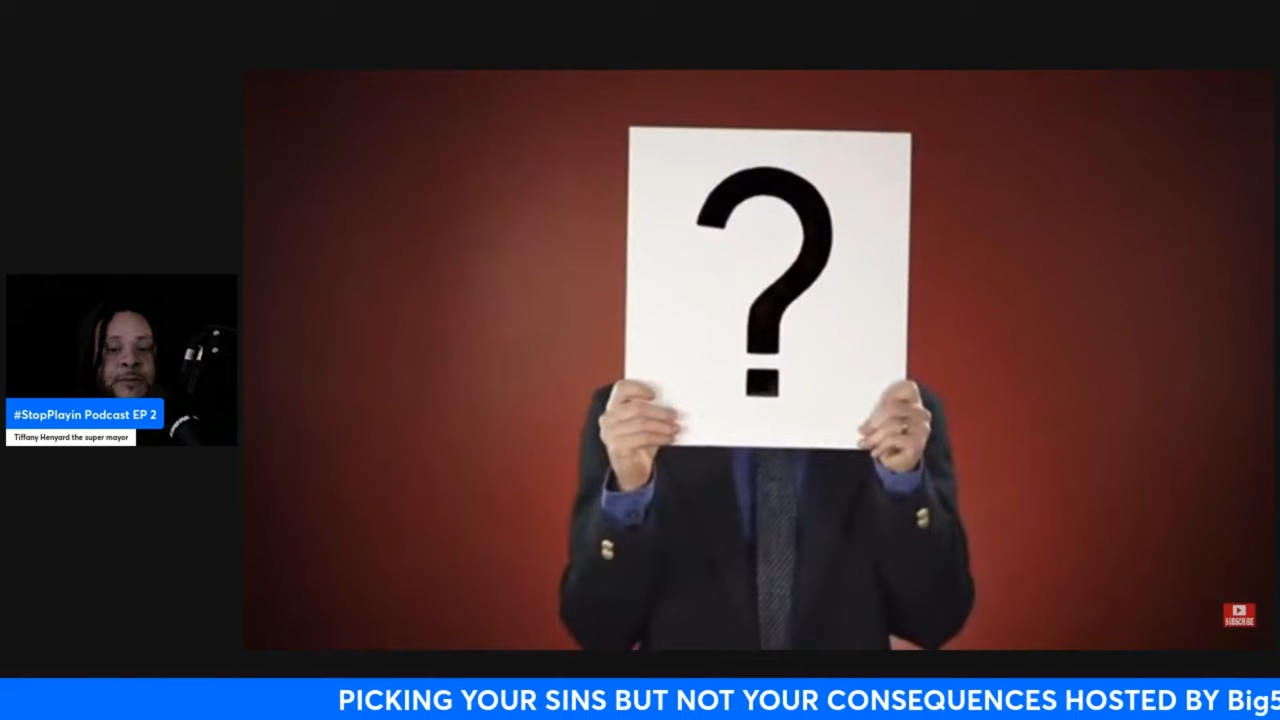 ?
#StopPlayin Podcast EP 2
Tiffany Henyard the super mayor
SUBSCRIBE
PICKING YOUR SINS BUT NOT YOUR CONSEQUENCES HOSTED BY Big5